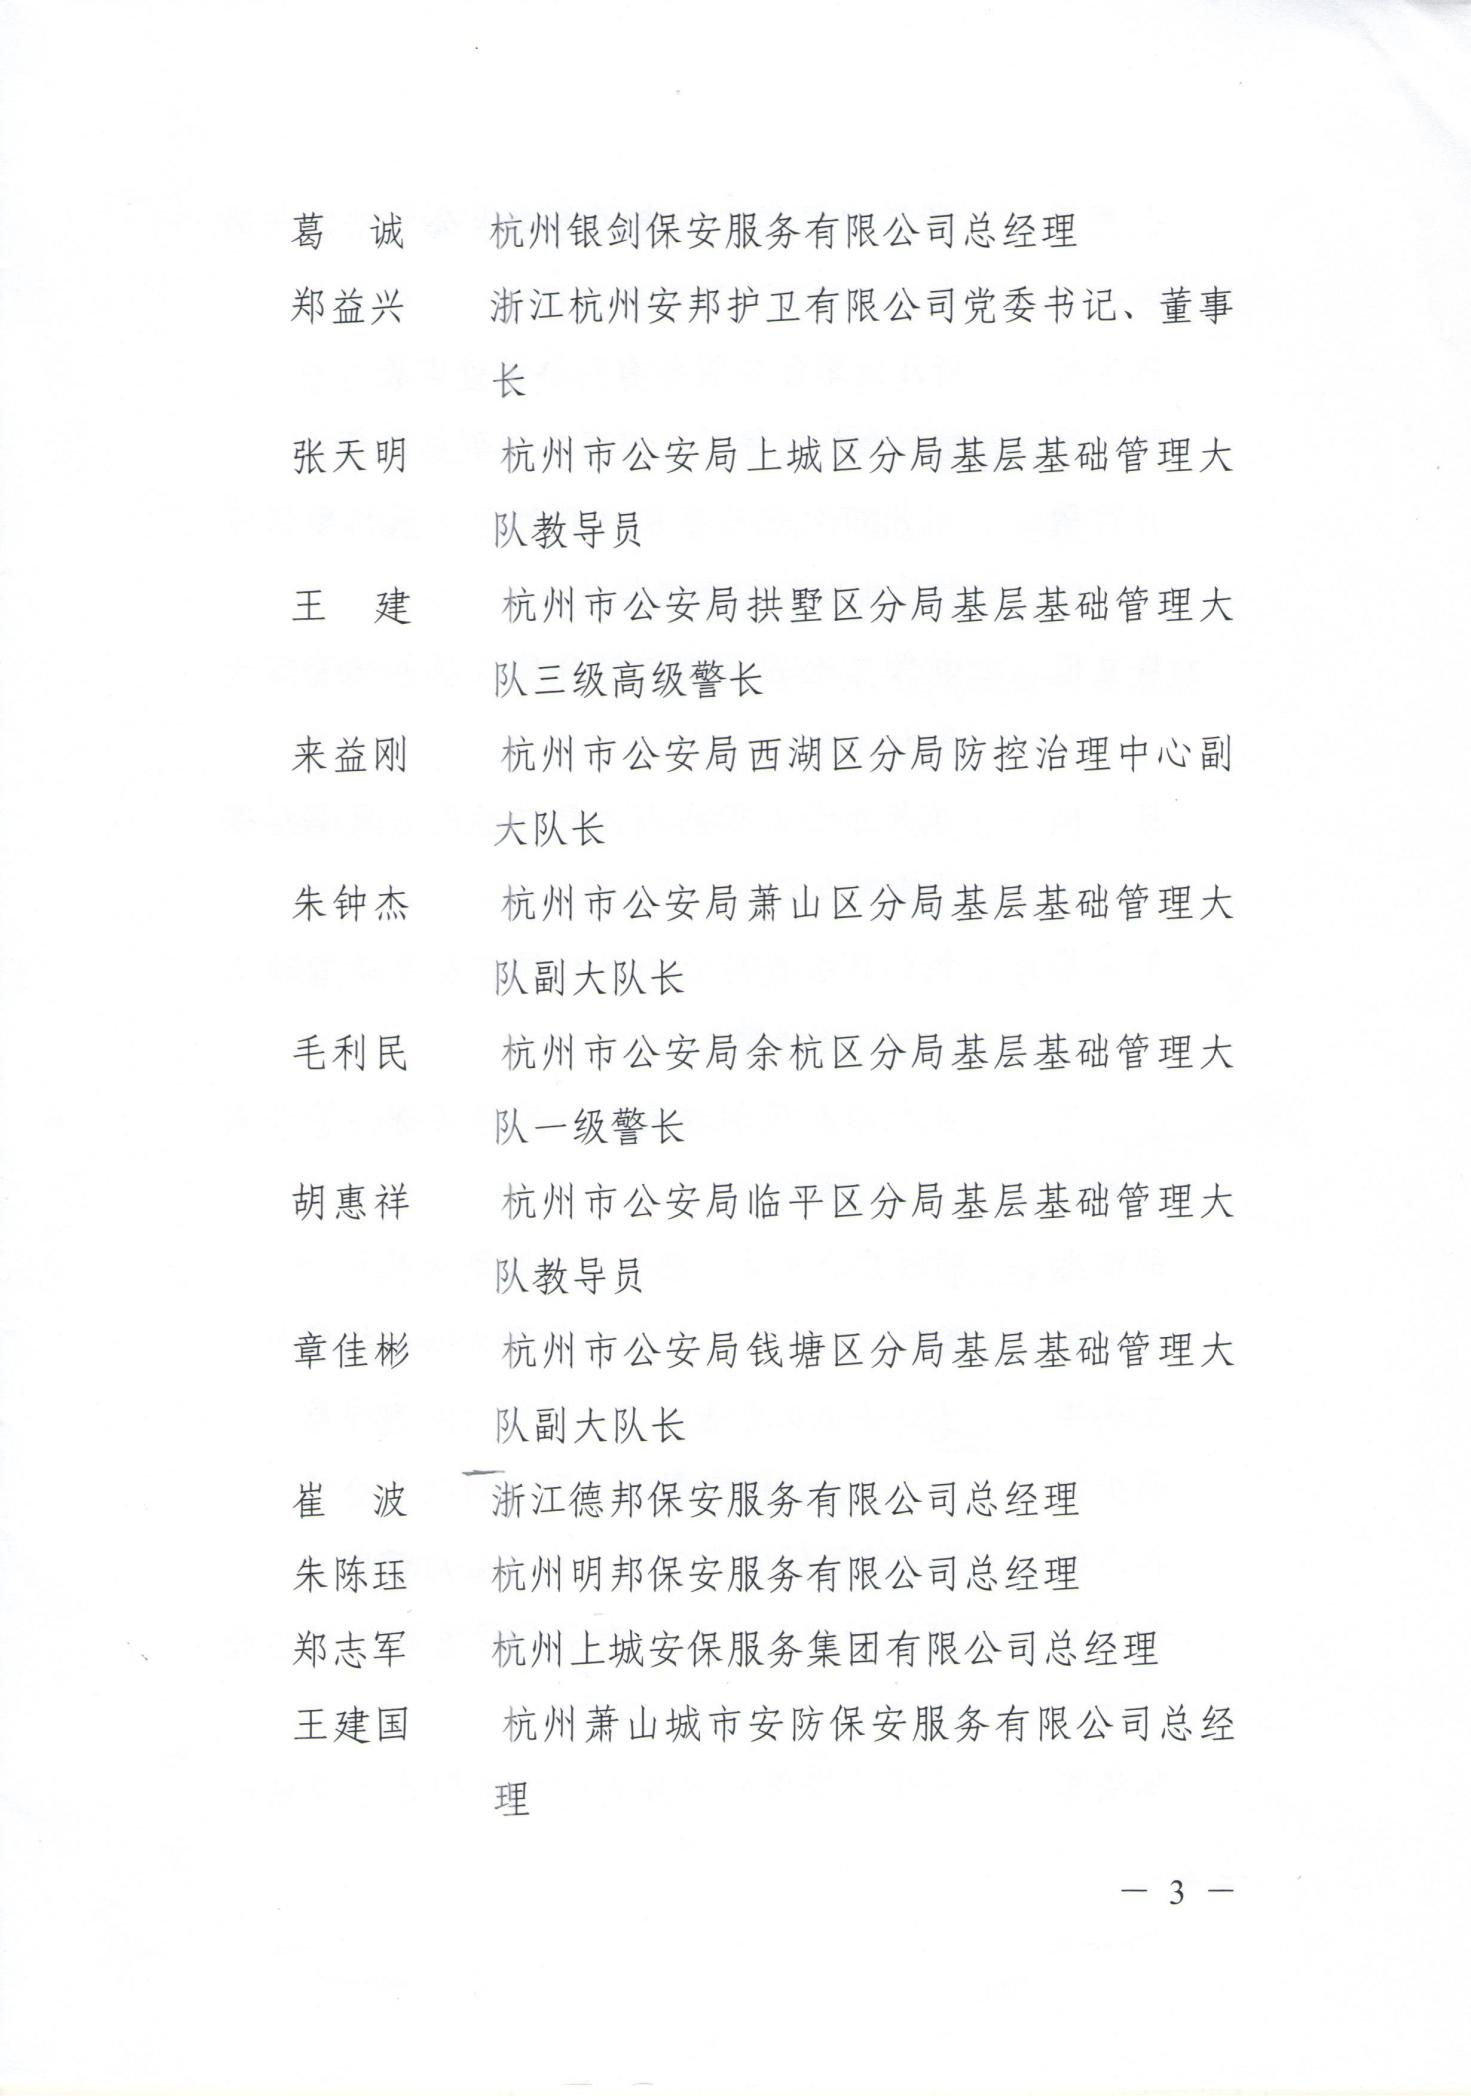 葛　诚　　杭州银剑保安服务有限公司总经理
郑益兴　　浙江杭州安邦护卫有限公司党委书记、董事
长
张天明　　杭州市公安局上城区分局基层基础管理大
队教导员
王　建　　杭州市公安局拱墅区分局基层基础管理大
队三级高级警长
来益刚　　杭州市公安局西湖区分局防控治理中心副
大队长
朱钟杰　　杭州市公安局萧山区分局基层基础管理大
队副大队长
毛利民　　杭州市公安局余杭区分局基层基础管理大
队一级警长
胡惠祥　　杭州市公安局临平区分局基层基础管理大
队教导员
章佳彬　　杭州市公安局钱塘区分局基层基础管理大
队副大队长
崔　波　　浙江德邦保安服务有限公司总经理
朱陈珏　　杭州明邦保安服务有限公司总经理
郑志军　　杭州上城安保服务集团有限公司总经理
王建国　　杭州萧山城市安防保安服务有限公司总经
理
— 3 —